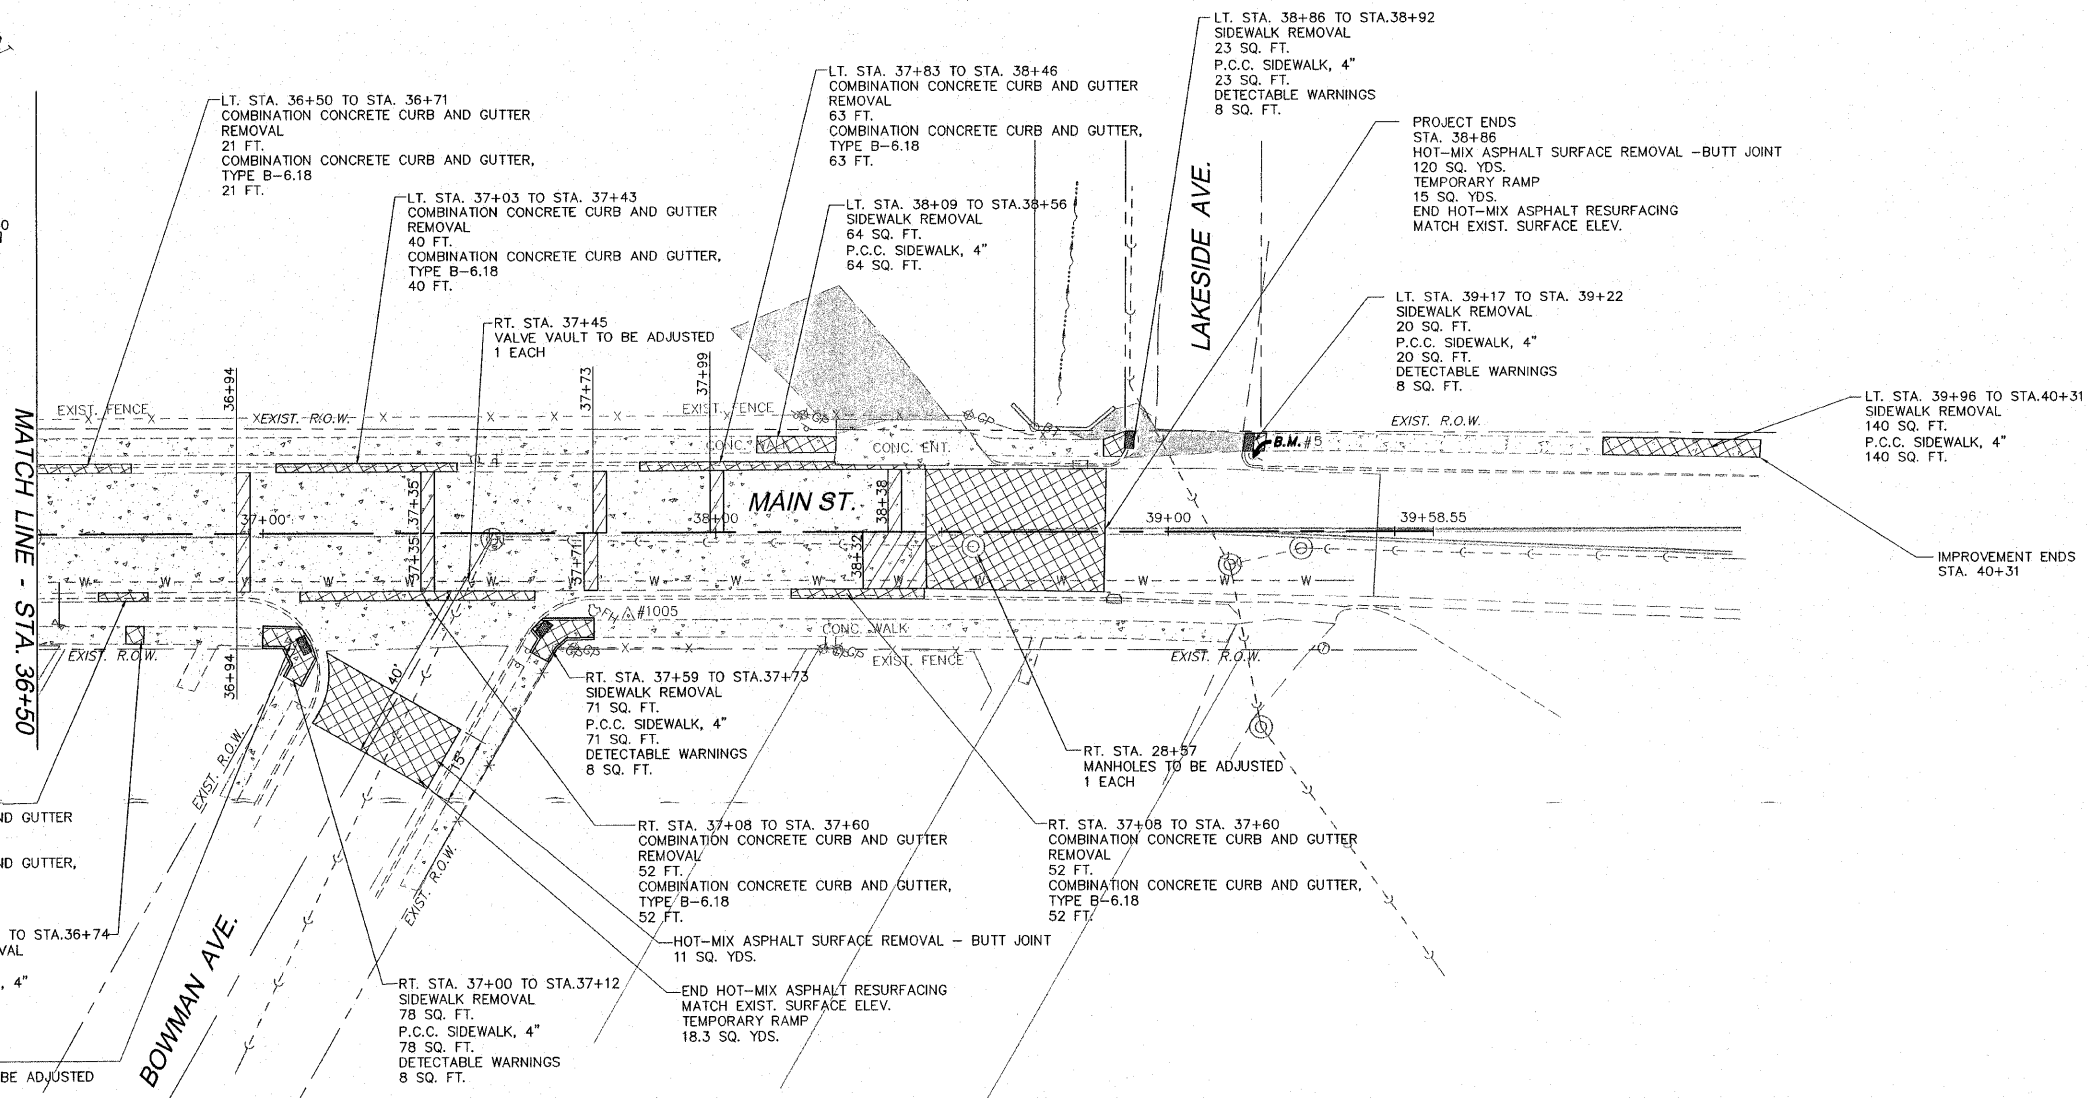 LT. STA. 38+86 TO STA.38+92
SIDEWALK REMOVAL
23 SQ. FT.
P.C.C. SIDEWALK, 4"
23 SQ. FT.
DETECTABLE WARNINGS
8 SQ. FT.
LT. STA. 37+83 TO STA. 38+46
COMBINATION CONCRETE CURB AND GUTTER
REMOVAL
63 FT.
COMBINATION CONCRETE CURB AND GUTTER,
TYPE B-6.18
63 FT.
LT. STA. 36+50 TO STA. 36+71
COMBINATION CONCRETE CURB AND GUTTER
REMOVAL
21 FT.
COMBINATION CONCRETE CURB AND GUTTER,
TYPE B-6.18
21 FT.
PROJECT ENDS
STA. 38+86
HOT-MIX ASPHALT SURFACE REMOVAL -BUTT JOINT
120 SQ. YDS.
TEMPORARY RAMP
15 SQ. YDS.
END HOT-MIX ASPHALT RESURFACING
MATCH EXIST. SURFACE ELEV.
LT. STA. 37+03 TO STA. 37+43
COMBINATION CONCRETE CURB AND GUTTER
REMOVAL
40 FT.
COMBINATION CONCRETE CURB AND GUTTER,
TYPE B-6.18
40 FT.
LT. STA. 38+09 TO STA.38+56
SIDEWALK REMOVAL
64 SQ. FT.
P.C.C. SIDEWALK, 4"
64 SQ. FT.
LAKESIDE AVE.
RT. STA. 37+45
VALVE VAULT TO BE ADJUSTED
1 EACH
LT. STA. 39+17 TO STA. 39+22
SIDEWALK REMOVAL
20 SQ. FT.
P.C.C. SIDEWALK, 4"
20 SQ. FT.
DETECTABLE WARNINGS
8 SQ. FT.
LT. STA. 39+96 TO STA.40+31
SIDEWALK REMOVAL
140 SQ. FT.
P.C.C. SIDEWALK, 4"
140 SQ. FT.
36+94
37+73
37+99
EXIST. FENCE
EXIST. R.O.W.
EXIST. FENCE
EXIST. R.O.W.
CONC. ENT.
B.M. #5
MATCH LINE - STA. 36+50
37+35
37+35
37+71
38+38
38+32
MAIN ST.
37+00
38+00
39+00
39+58.55
W W W W W W W W W W W W W W
IMPROVEMENT ENDS
STA. 40+31
#1005
CONC. WALK
EXIST. R.O.W.
EXIST. FENCE
EXIST. R.O.W.
36+94
40'
15'
RT. STA. 37+59 TO STA.37+73
SIDEWALK REMOVAL
71 SQ. FT.
P.C.C. SIDEWALK, 4"
71 SQ. FT.
DETECTABLE WARNINGS
8 SQ. FT.
RT. STA. 28+57
MANHOLES TO BE ADJUSTED
1 EACH
EXIST. R.O.W.
EXIST. R.O.W.
ND GUTTER
ND GUTTER,
RT. STA. 37+08 TO STA. 37+60
COMBINATION CONCRETE CURB AND GUTTER
REMOVAL
52 FT.
COMBINATION CONCRETE CURB AND GUTTER,
TYPE B-6.18
52 FT.
RT. STA. 37+08 TO STA. 37+60
COMBINATION CONCRETE CURB AND GUTTER
REMOVAL
52 FT.
COMBINATION CONCRETE CURB AND GUTTER,
TYPE B-6.18
52 FT.
TO STA.36+74
VAL
, 4"
HOT-MIX ASPHALT SURFACE REMOVAL - BUTT JOINT
11 SQ. YDS.
RT. STA. 37+00 TO STA.37+12
SIDEWALK REMOVAL
78 SQ. FT.
P.C.C. SIDEWALK, 4"
78 SQ. FT.
DETECTABLE WARNINGS
8 SQ. FT.
END HOT-MIX ASPHALT RESURFACING
MATCH EXIST. SURFACE ELEV.
TEMPORARY RAMP
18.3 SQ. YDS.
BOWMAN AVE.
BE ADJUSTED